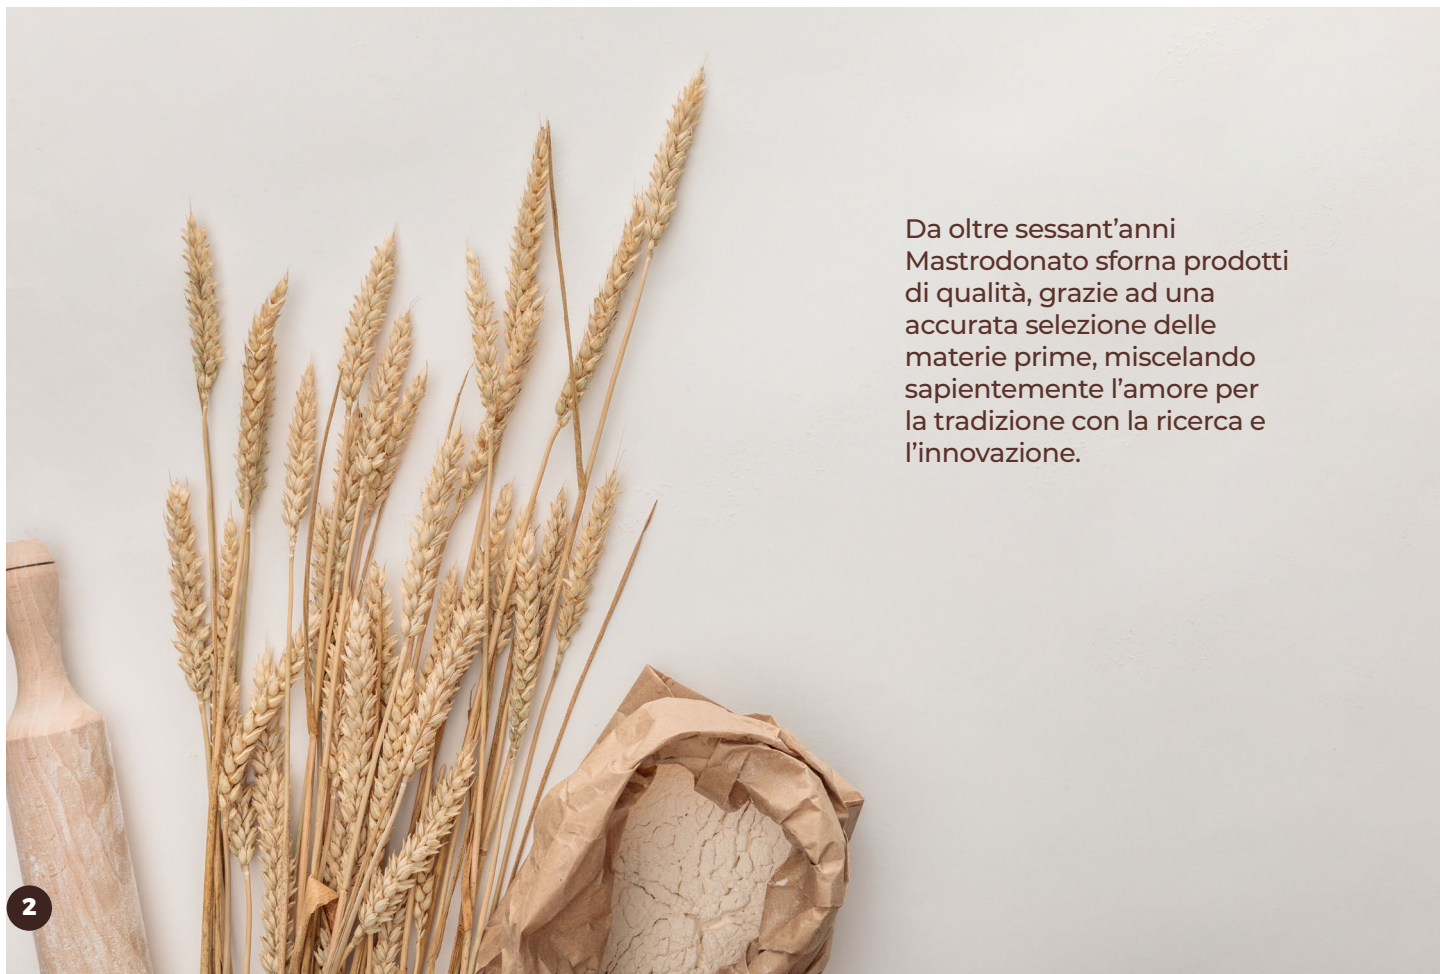 Da oltre sessant’anni
Mastrodonato sforna prodotti
di qualità, grazie ad una
accurata selezione delle
materie prime, miscelando
sapientemente l’amore per
la tradizione con la ricerca e
l’innovazione.
2